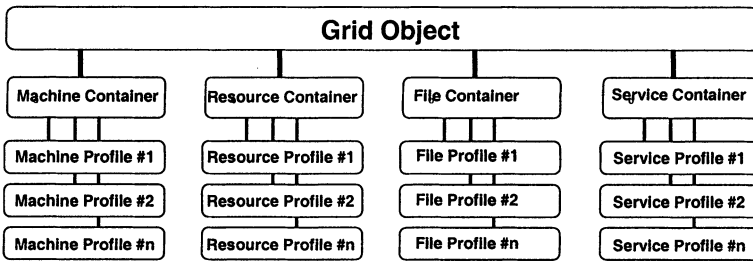 Grid Object
Machine Container
Resource Container
File Container
Service Container
Machine Profile #1
Resource Profile #1
File Profile #1
Service Profile #1
Machine Profile #2
Resource Profile #2
File Profile #2
Service Profile #2
Machine Profile #n
Resource Profile #n
File Profile #n
Service Profile #n